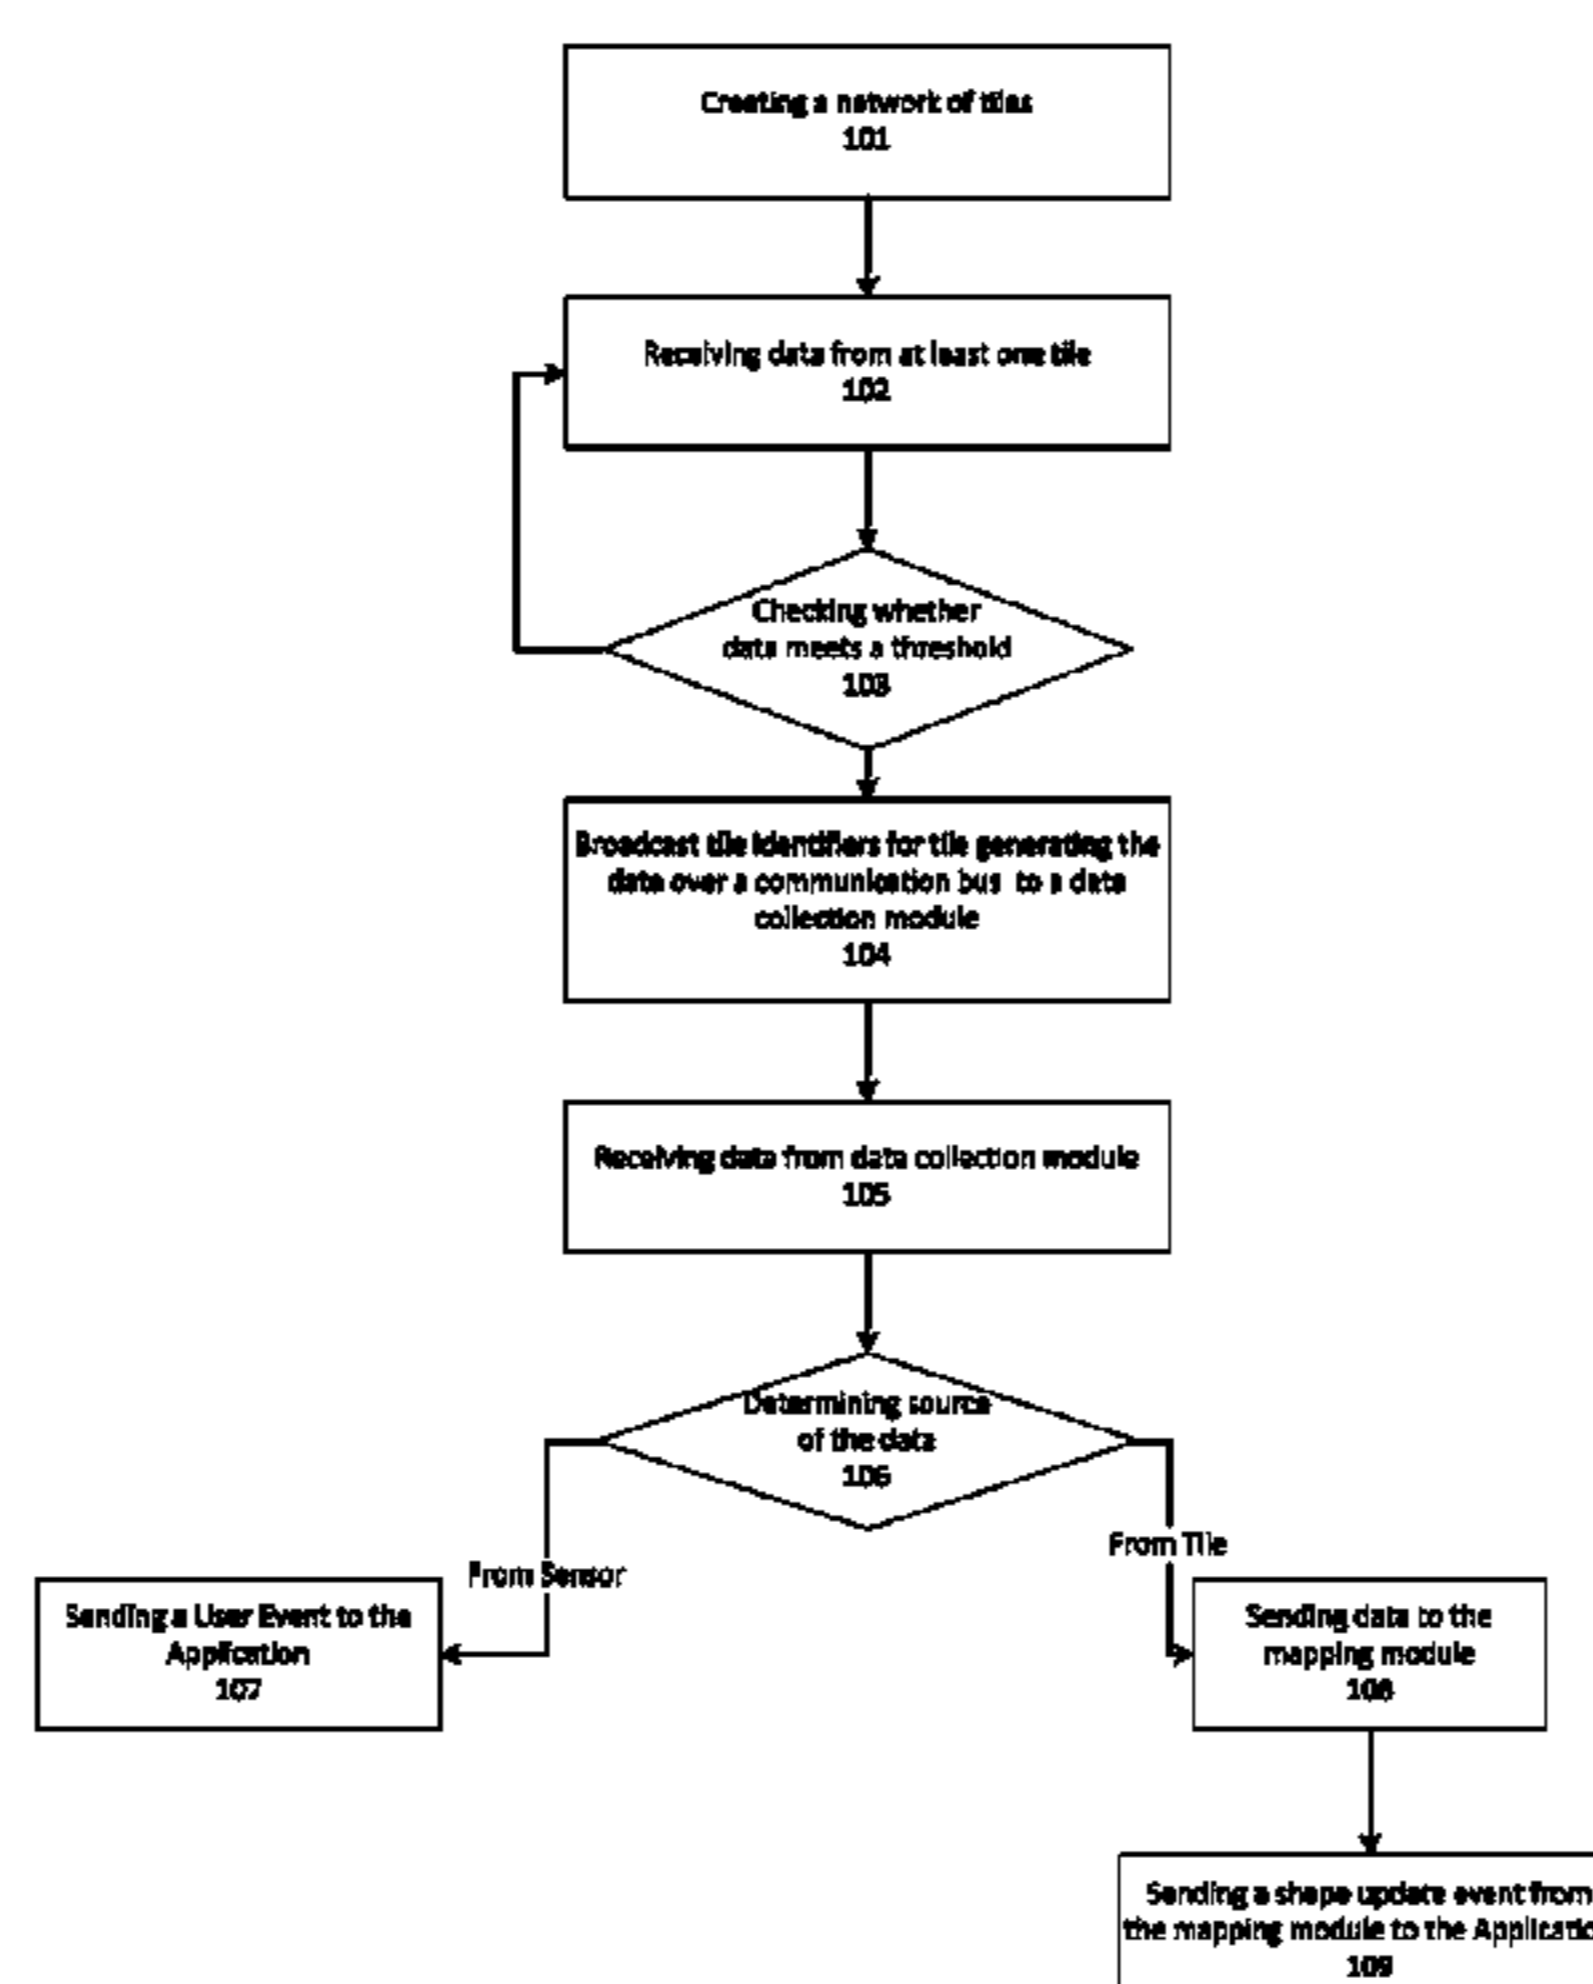 Creating a network of tiles
101
Receiving data from at least one tile
102
Checking whether
data meets a threshold
103
Broadcast tile identifiers for tile generating the
data over a communication bus to a data
collection module
104
Receiving data from data collection module
105
Determining source
of the data
106
From Sensor
From Tile
Sending a User Event to the
Application
107
Sending data to the
mapping module
108
Sending a shape update event from
the mapping module to the Applicatio
109